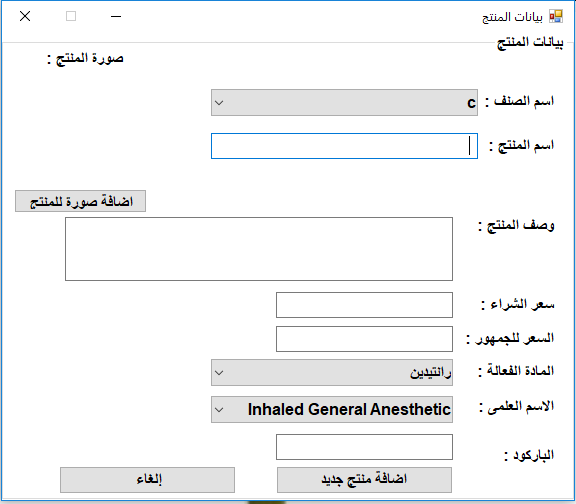 بيانات المنتج
بيانات المنتج
صورة المنتج :
اسم الصنف : c
اسم المنتج :
اضافة صورة للمنتج
وصف المنتج :
سعر الشراء :
السعر للجمهور :
المادة الفعالة : رانتيدين
الاسم العلمى : Inhaled General Anesthetic
الباركود :
اضافة منتج جديد
إلغاء